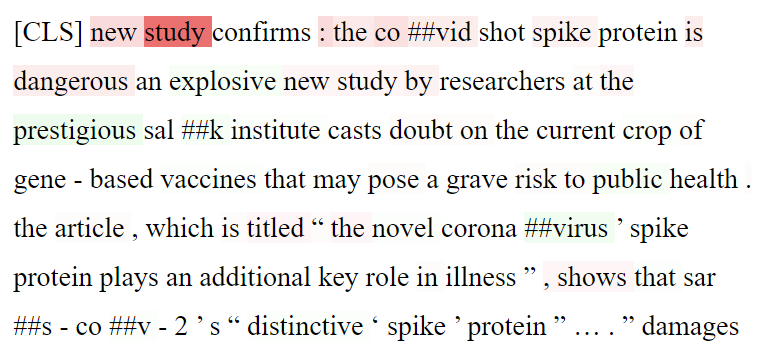 [CLS] new study confirms : the co ##vid shot spike protein is
dangerous an explosive new study by researchers at the
prestigious sal ##k institute casts doubt on the current crop of
gene - based vaccines that may pose a grave risk to public health .
the article , which is titled “ the novel corona ##virus ’ spike
protein plays an additional key role in illness ” , shows that sar
##s - co ##v - 2 ’ s “ distinctive ‘ spike ’ protein ” … . ” damages